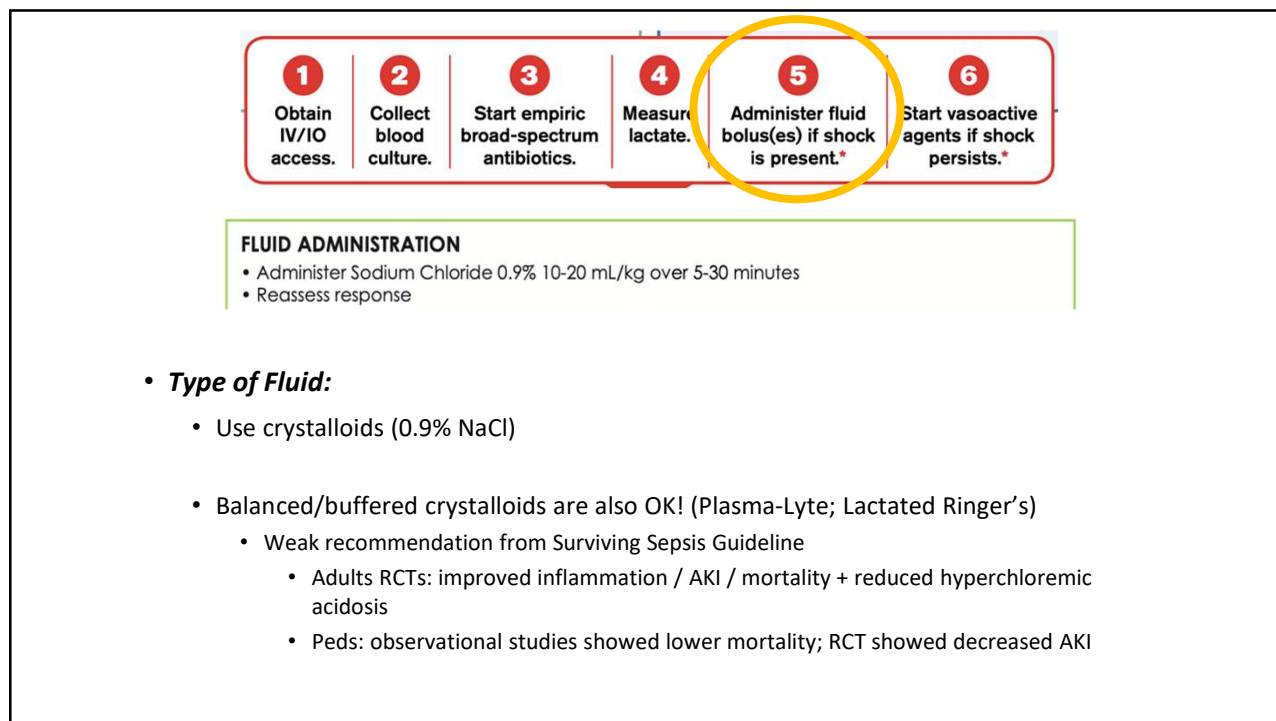 1
Obtain
IV/IO
access.
2
Collect
blood
culture.
3
Start empiric
broad-spectrum
antibiotics.
4
Measure
lactate.
5
Administer fluid
bolus(es) if shock
is present.*
6
Start vasoactive
agents if shock
persists.*
FLUID ADMINISTRATION
• Administer Sodium Chloride 0.9% 10-20 mL/kg over 5-30 minutes
• Reassess response
• Type of Fluid:
• Use crystalloids (0.9% NaCl)
• Balanced/buffered crystalloids are also OK! (Plasma-Lyte; Lactated Ringer's)
• Weak recommendation from Surviving Sepsis Guideline
• Adults RCTs: improved inflammation / AKI / mortality + reduced hyperchloremic
acidosis
• Peds: observational studies showed lower mortality; RCT showed decreased AKI